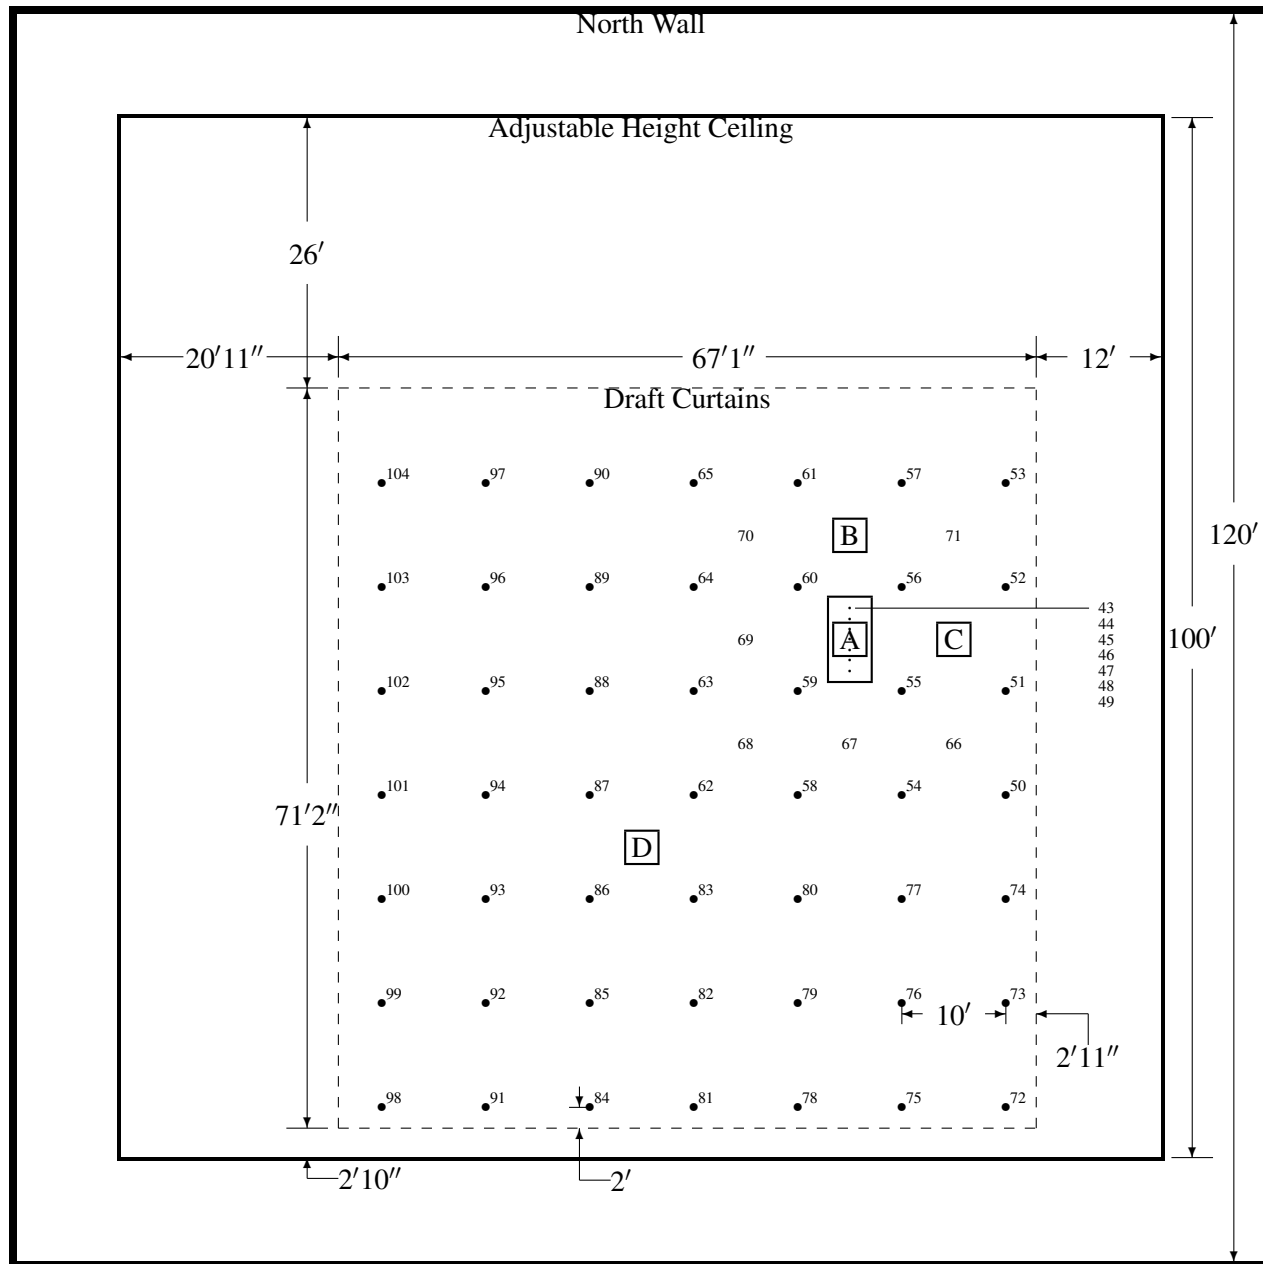 North Wall
Adjustable Height Ceiling
26′
20′11″ 67′1″ 12′
Draft Curtains
104 97 90 65 61 57 53
70 B 71
120′
103 96 89 64 60 56 52
43
44
69 A C 45 100′
46
47
48
49
102 95 88 63 59 55 51
68 67 66
101 94 87 62 58 54 50
71′2″
D
100 93 86 83 80 77 74
99 92 85 82 79 76 73
10′
2′11″
98 91 84 81 78 75 72
2′10″ 2′